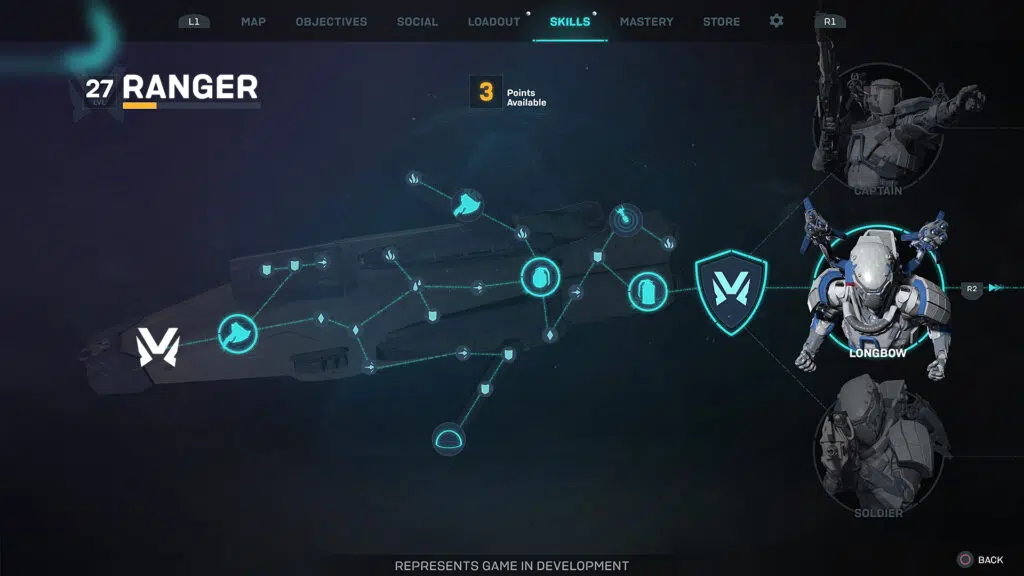 L1
MAP
OBJECTIVES
SOCIAL
LOADOUT
SKILLS
MASTERY
STORE
R1
27 RANGER
LVL
3
Points
Available
CAPTAIN
R2
LONGBOW
SOLDIER
REPRESENTS GAME IN DEVELOPMENT
BACK